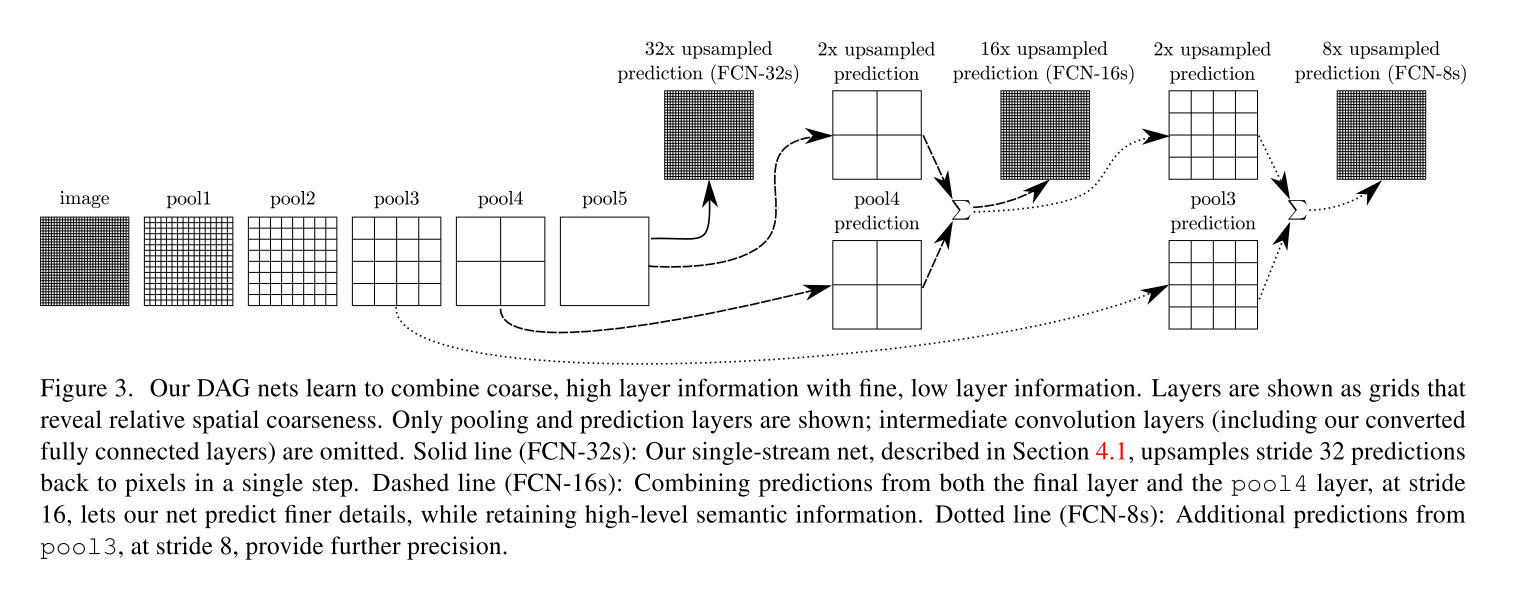 32x upsampled
prediction (FCN-32s)
2x upsampled
prediction
16x upsampled
prediction (FCN-16s)
2x upsampled
prediction
8x upsampled
prediction (FCN-8s)
image
pool1
pool2
pool3
pool4
pool5
pool4
prediction
∑
pool3
prediction
∑
Figure 3. Our DAG nets learn to combine coarse, high layer information with fine, low layer information. Layers are shown as grids that
reveal relative spatial coarseness. Only pooling and prediction layers are shown; intermediate convolution layers (including our converted
fully connected layers) are omitted. Solid line (FCN-32s): Our single-stream net, described in Section 4.1, upsamples stride 32 predictions
back to pixels in a single step. Dashed line (FCN-16s): Combining predictions from both the final layer and the pool4 layer, at stride
16, lets our net predict finer details, while retaining high-level semantic information. Dotted line (FCN-8s): Additional predictions from
pool3, at stride 8, provide further precision.